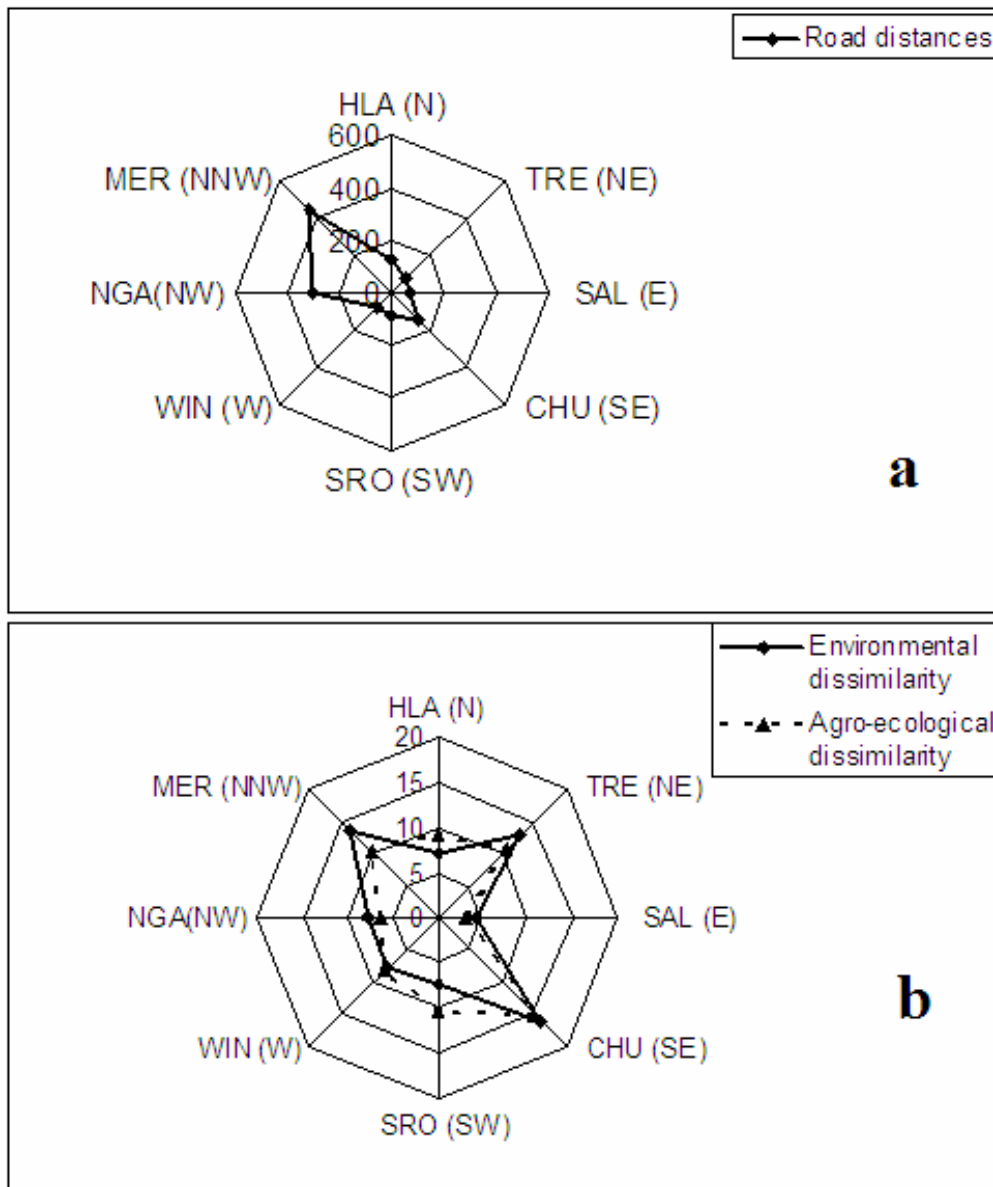 Road distances
HLA (N)
600
MER (NNW)
TRE (NE)
400
200
NGA(NW)
0
SAL (E)
WIN (W)
CHU (SE)
SRO (SW)
a
Environmental
dissimilarity
Agro-ecological
dissimilarity
HLA (N)
20
MER (NNW)
TRE (NE)
15
10
5
NGA(NW)
0
SAL (E)
WIN (W)
CHU (SE)
SRO (SW)
b